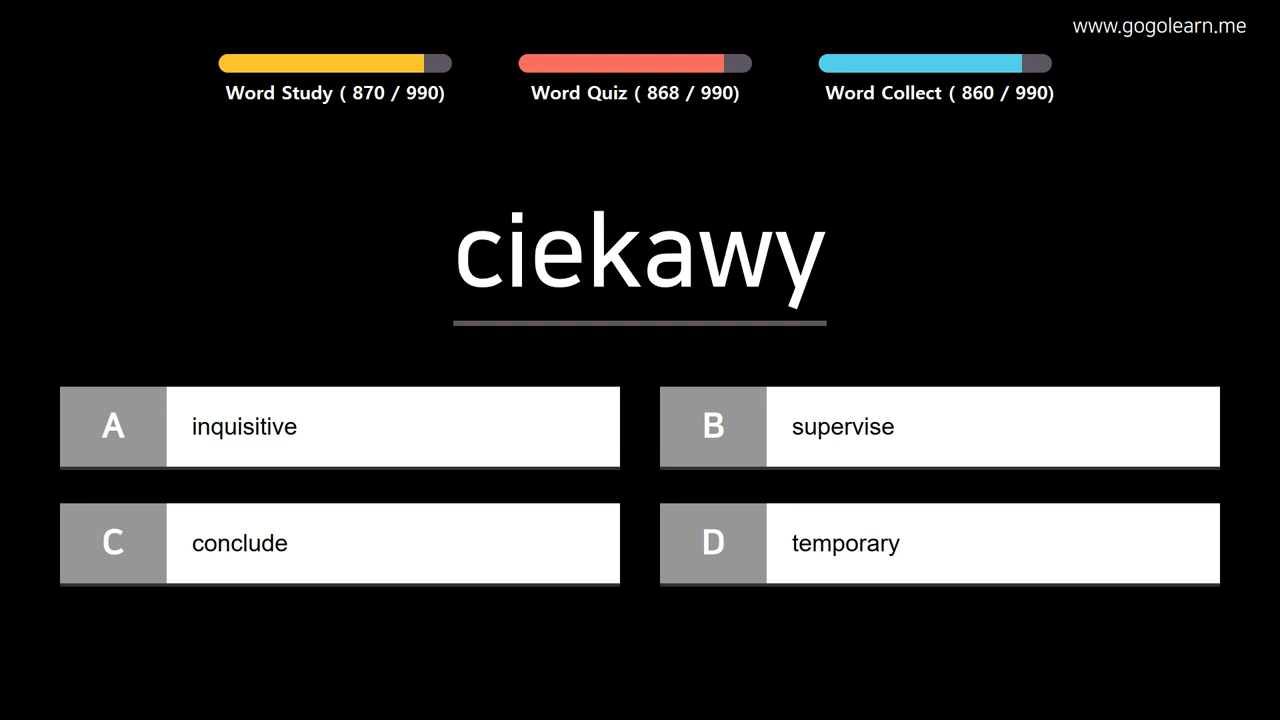 www.gogolearn.me
Word Study ( 870 / 990)
Word Quiz ( 868 / 990)
Word Collect ( 860 / 990)
ciekawy
A inquisitive
B supervise
C conclude
D temporary